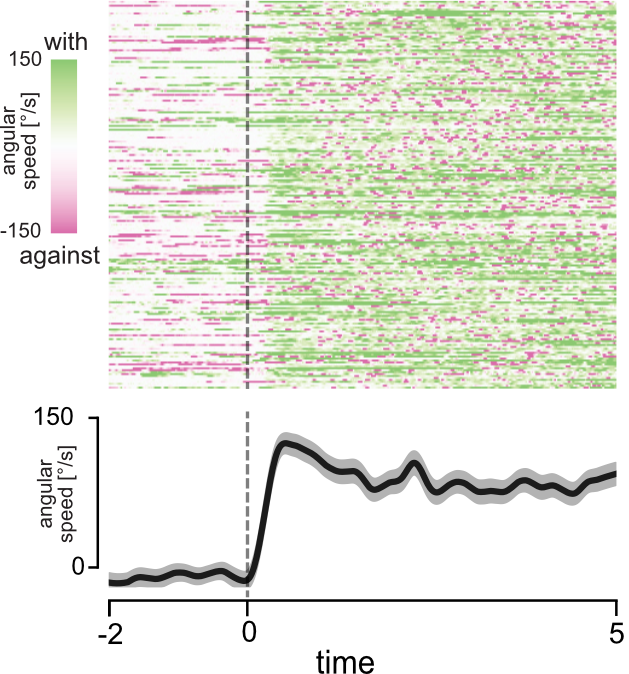 with
150
angular
speed [°/s]
-150
against
150
angular
speed [°/s]
0
-2
0
5
time